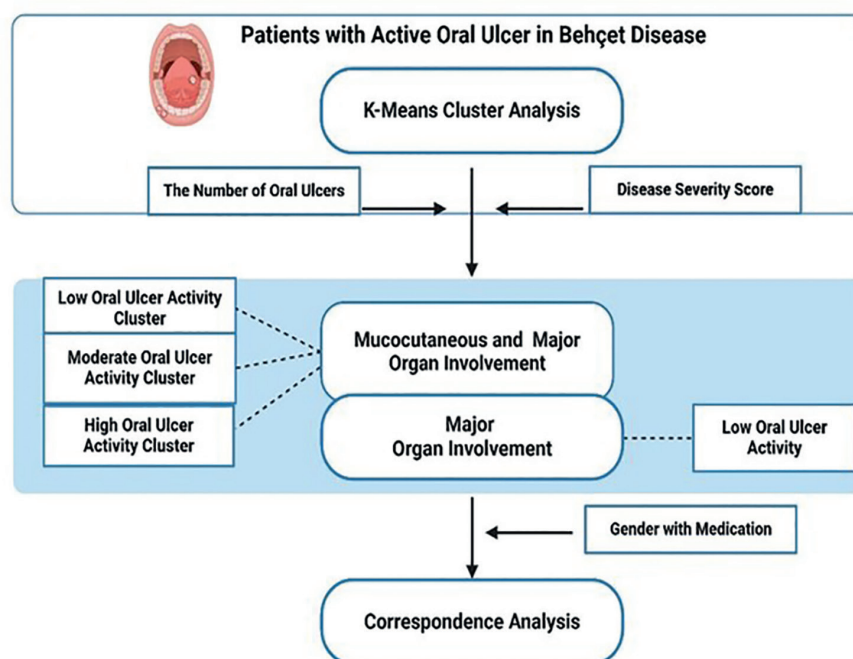 Patients with Active Oral Ulcer in Behçet Disease
K-Means Cluster Analysis
The Number of Oral Ulcers
Disease Severity Score
Low Oral Ulcer Activity
Cluster
Moderate Oral Ulcer
Activity Cluster
High Oral Ulcer
Activity Cluster
Mucocutaneous and Major
Organ Involvement
Major
Organ Involvement
Low Oral Ulcer
Activity
Gender with Medication
Correspondence Analysis